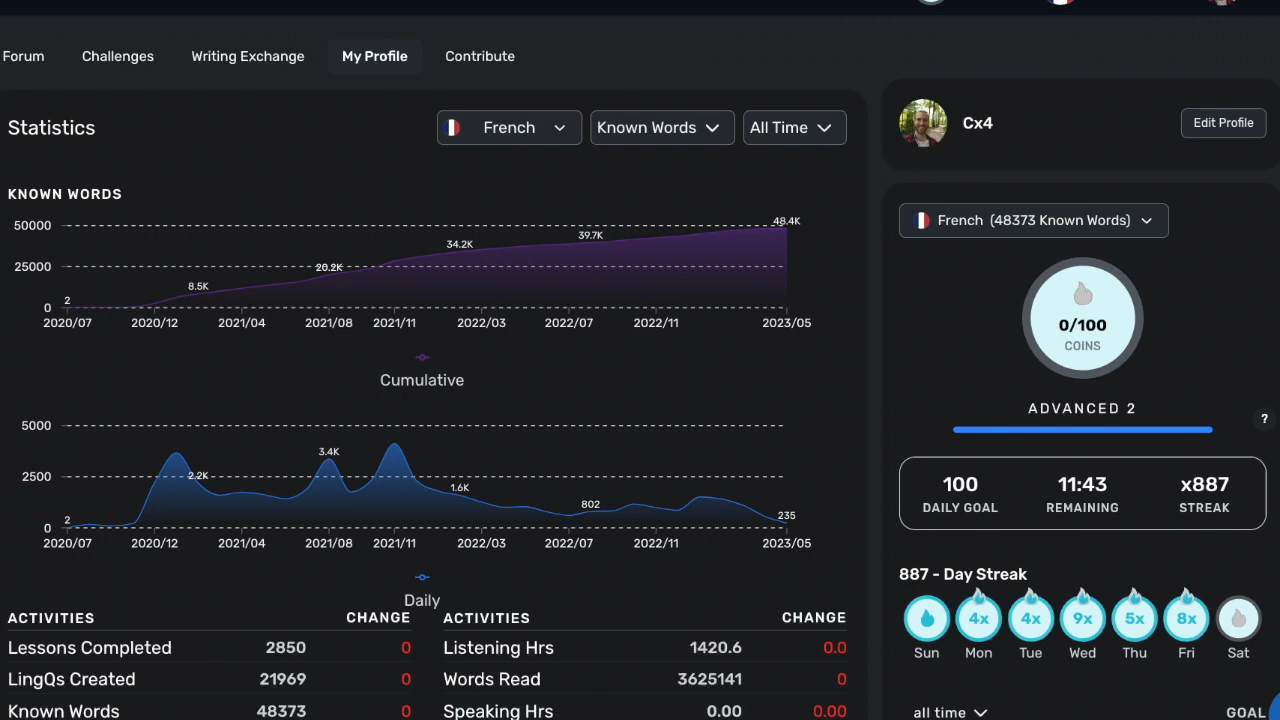 Forum Challenges Writing Exchange My Profile Contribute
Statistics
French
Known Words
All Time
KNOWN WORDS
50000
25000
0
2
8.5K
20.2K
34.2K
39.7K
48.4K
2020/07 2020/12 2021/04 2021/08 2021/11 2022/03 2022/07 2022/11 2023/05
Cumulative
5000
2500
0
2
2.2K
3.4K
1.6K
802
235
2020/07 2020/12 2021/04 2021/08 2021/11 2022/03 2022/07 2022/11 2023/05
Daily
ACTIVITIES CHANGE
Lessons Completed 2850 0
LingQs Created 21969 0
Known Words 48373 0
ACTIVITIES CHANGE
Listening Hrs 1420.6 0.0
Words Read 3625141 0
Speaking Hrs 0.00 0.00
Cx4
Edit Profile
French (48373 Known Words)
0/100
COINS
ADVANCED 2
?
100 11:43 x887
DAILY GOAL REMAINING STREAK
887 - Day Streak
4x 4x 9x 5x 8x
Sun Mon Tue Wed Thu Fri Sat
all time GOAL